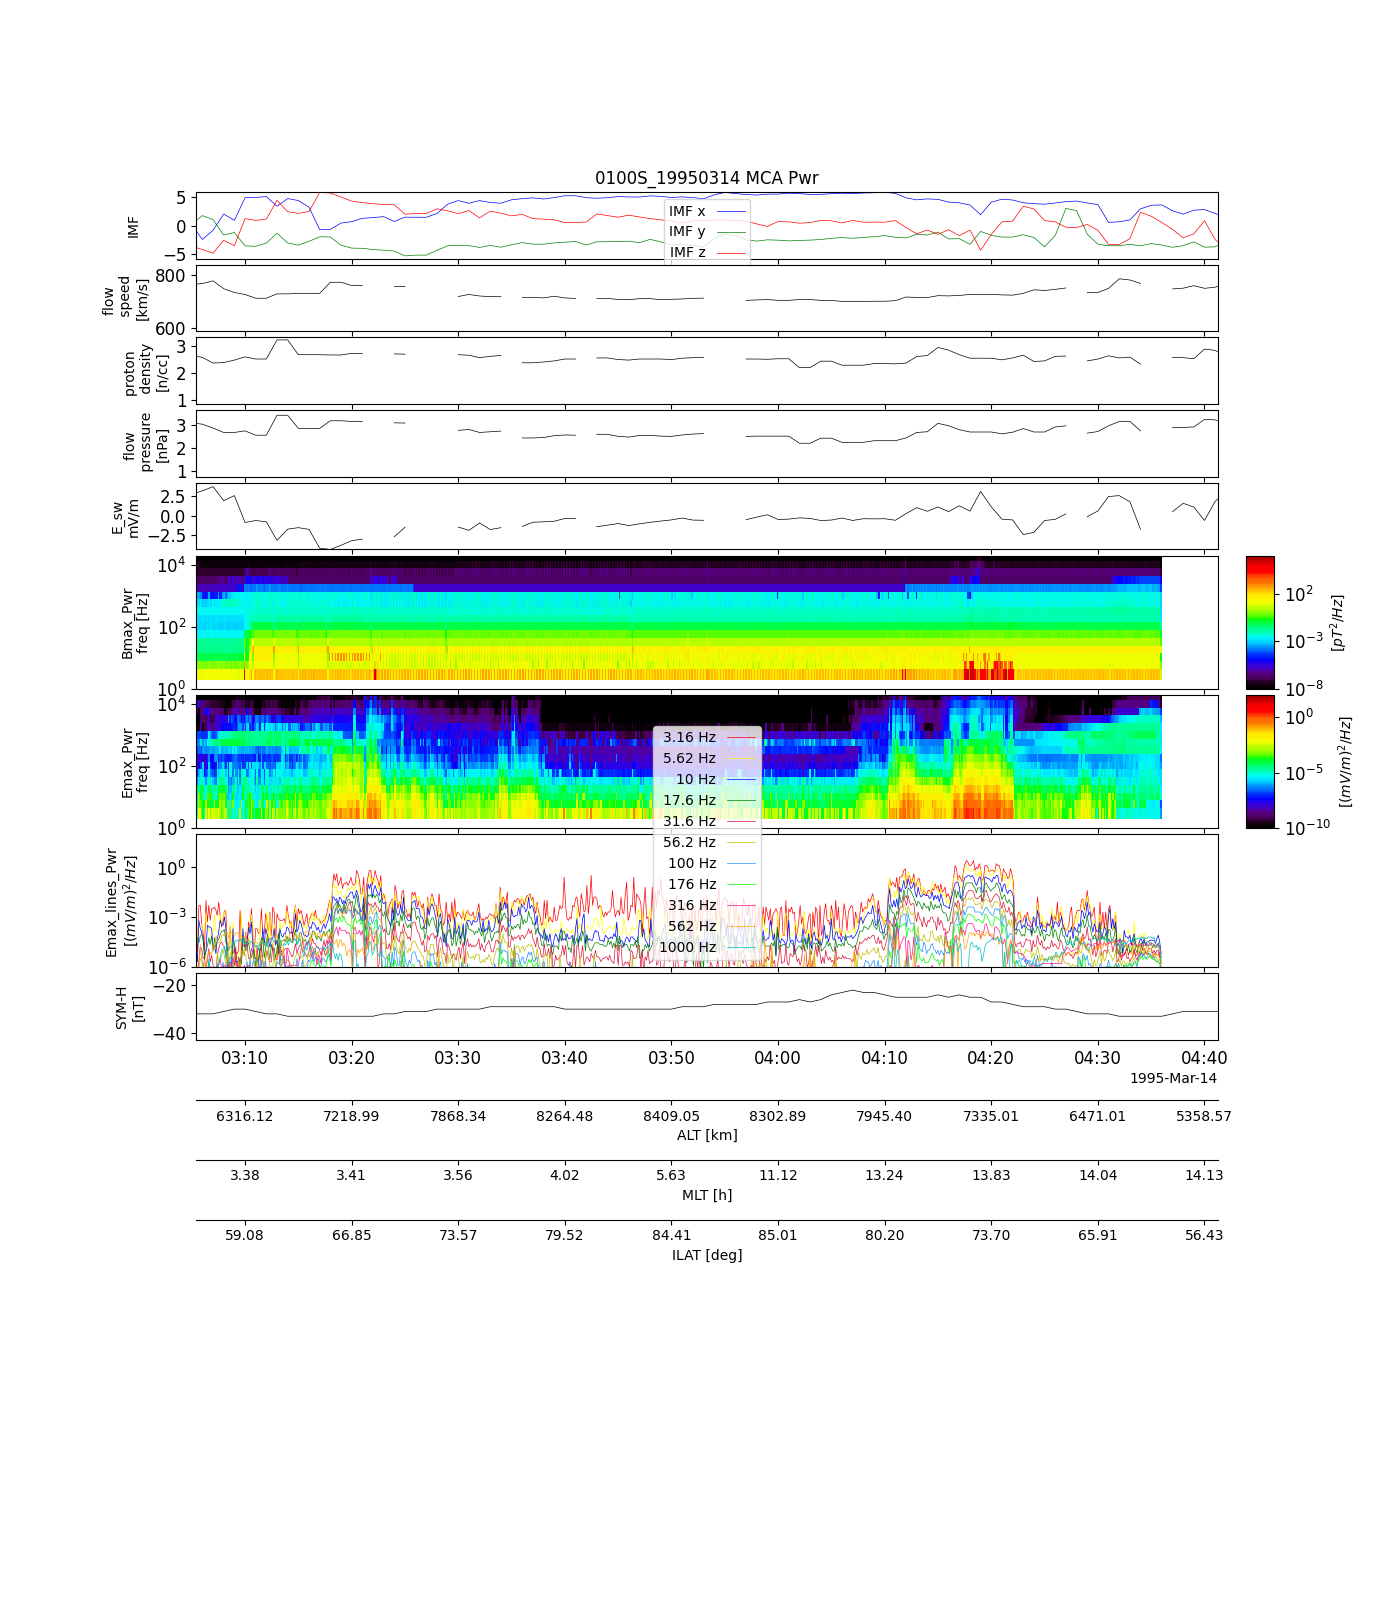 0100S_19950314 MCA Pwr
IMF
5
0
−5
IMF x
IMF y
IMF z
flow
speed
[km/s]
800
600
proton
density
[n/cc]
3
2
1
flow
pressure
[nPa]
3
2
1
E_sw
mV/m
2.5
0.0
−2.5
Bmax_Pwr
freq [Hz]
10^4
10^2
10^0
10^2
10^−3
10^−8
[pT^2/Hz]
Emax_Pwr
freq [Hz]
10^4
10^2
10^0
10^0
10^−5
10^−10
[(mV/m)^2/Hz]
3.16 Hz
5.62 Hz
10 Hz
17.6 Hz
31.6 Hz
56.2 Hz
100 Hz
176 Hz
316 Hz
562 Hz
1000 Hz
Emax_lines_Pwr
[(mV/m)^2/Hz]
10^0
10^−3
10^−6
SYM-H
[nT]
−20
−40
03:10 03:20 03:30 03:40 03:50 04:00 04:10 04:20 04:30 04:40
1995-Mar-14
6316.12 7218.99 7868.34 8264.48 8409.05 8302.89 7945.40 7335.01 6471.01 5358.57
ALT [km]
3.38 3.41 3.56 4.02 5.63 11.12 13.24 13.83 14.04 14.13
MLT [h]
59.08 66.85 73.57 79.52 84.41 85.01 80.20 73.70 65.91 56.43
ILAT [deg]